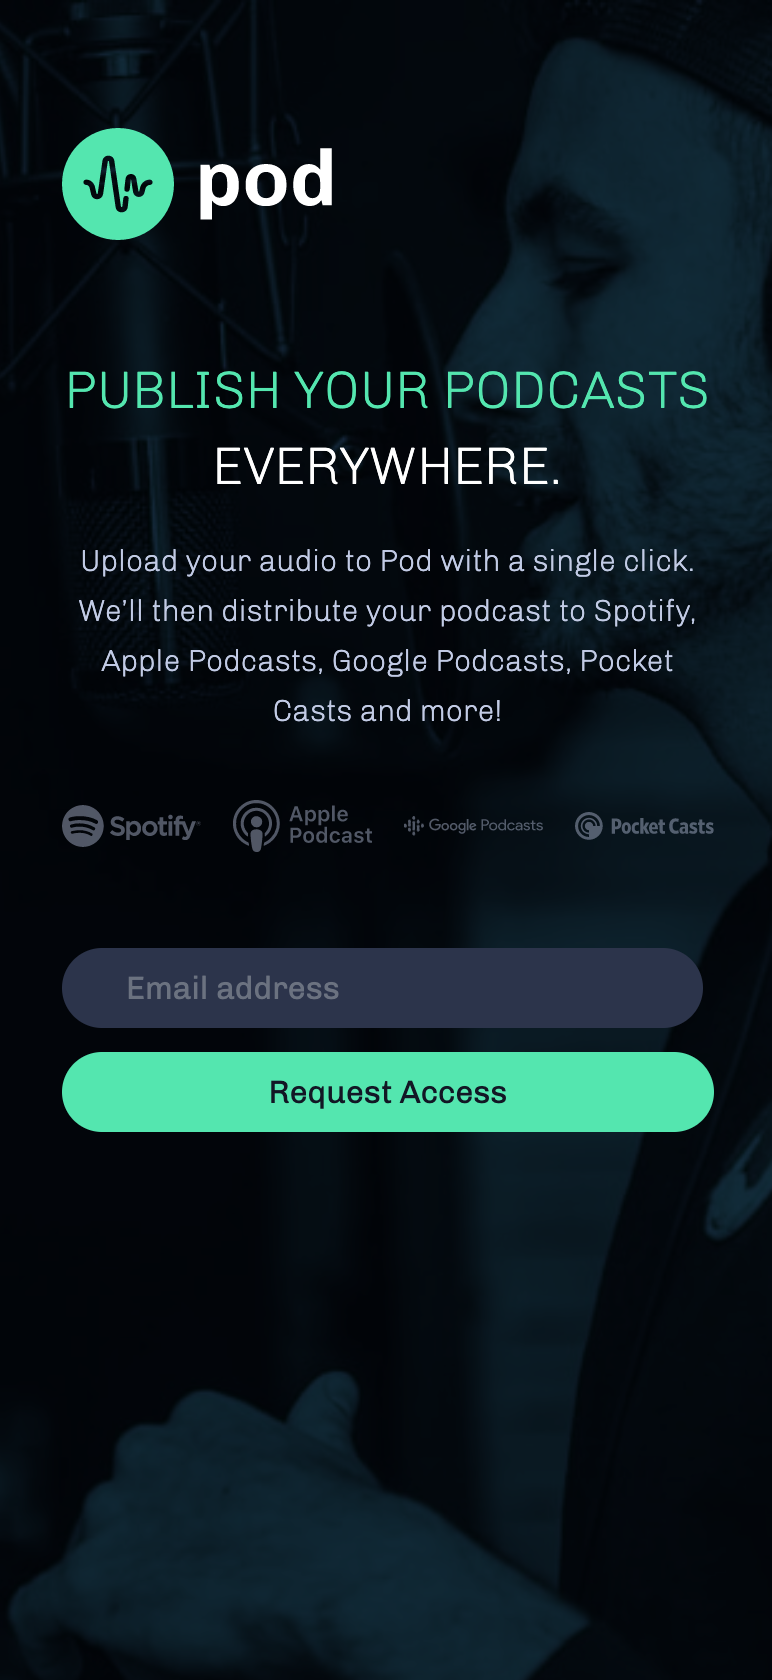 pod
PUBLISH YOUR PODCASTS
EVERYWHERE.
Upload your audio to Pod with a single click.
We’ll then distribute your podcast to Spotify,
Apple Podcasts, Google Podcasts, Pocket
Casts and more!
Spotify® Apple Podcast Google Podcasts Pocket Casts
Email address
Request Access